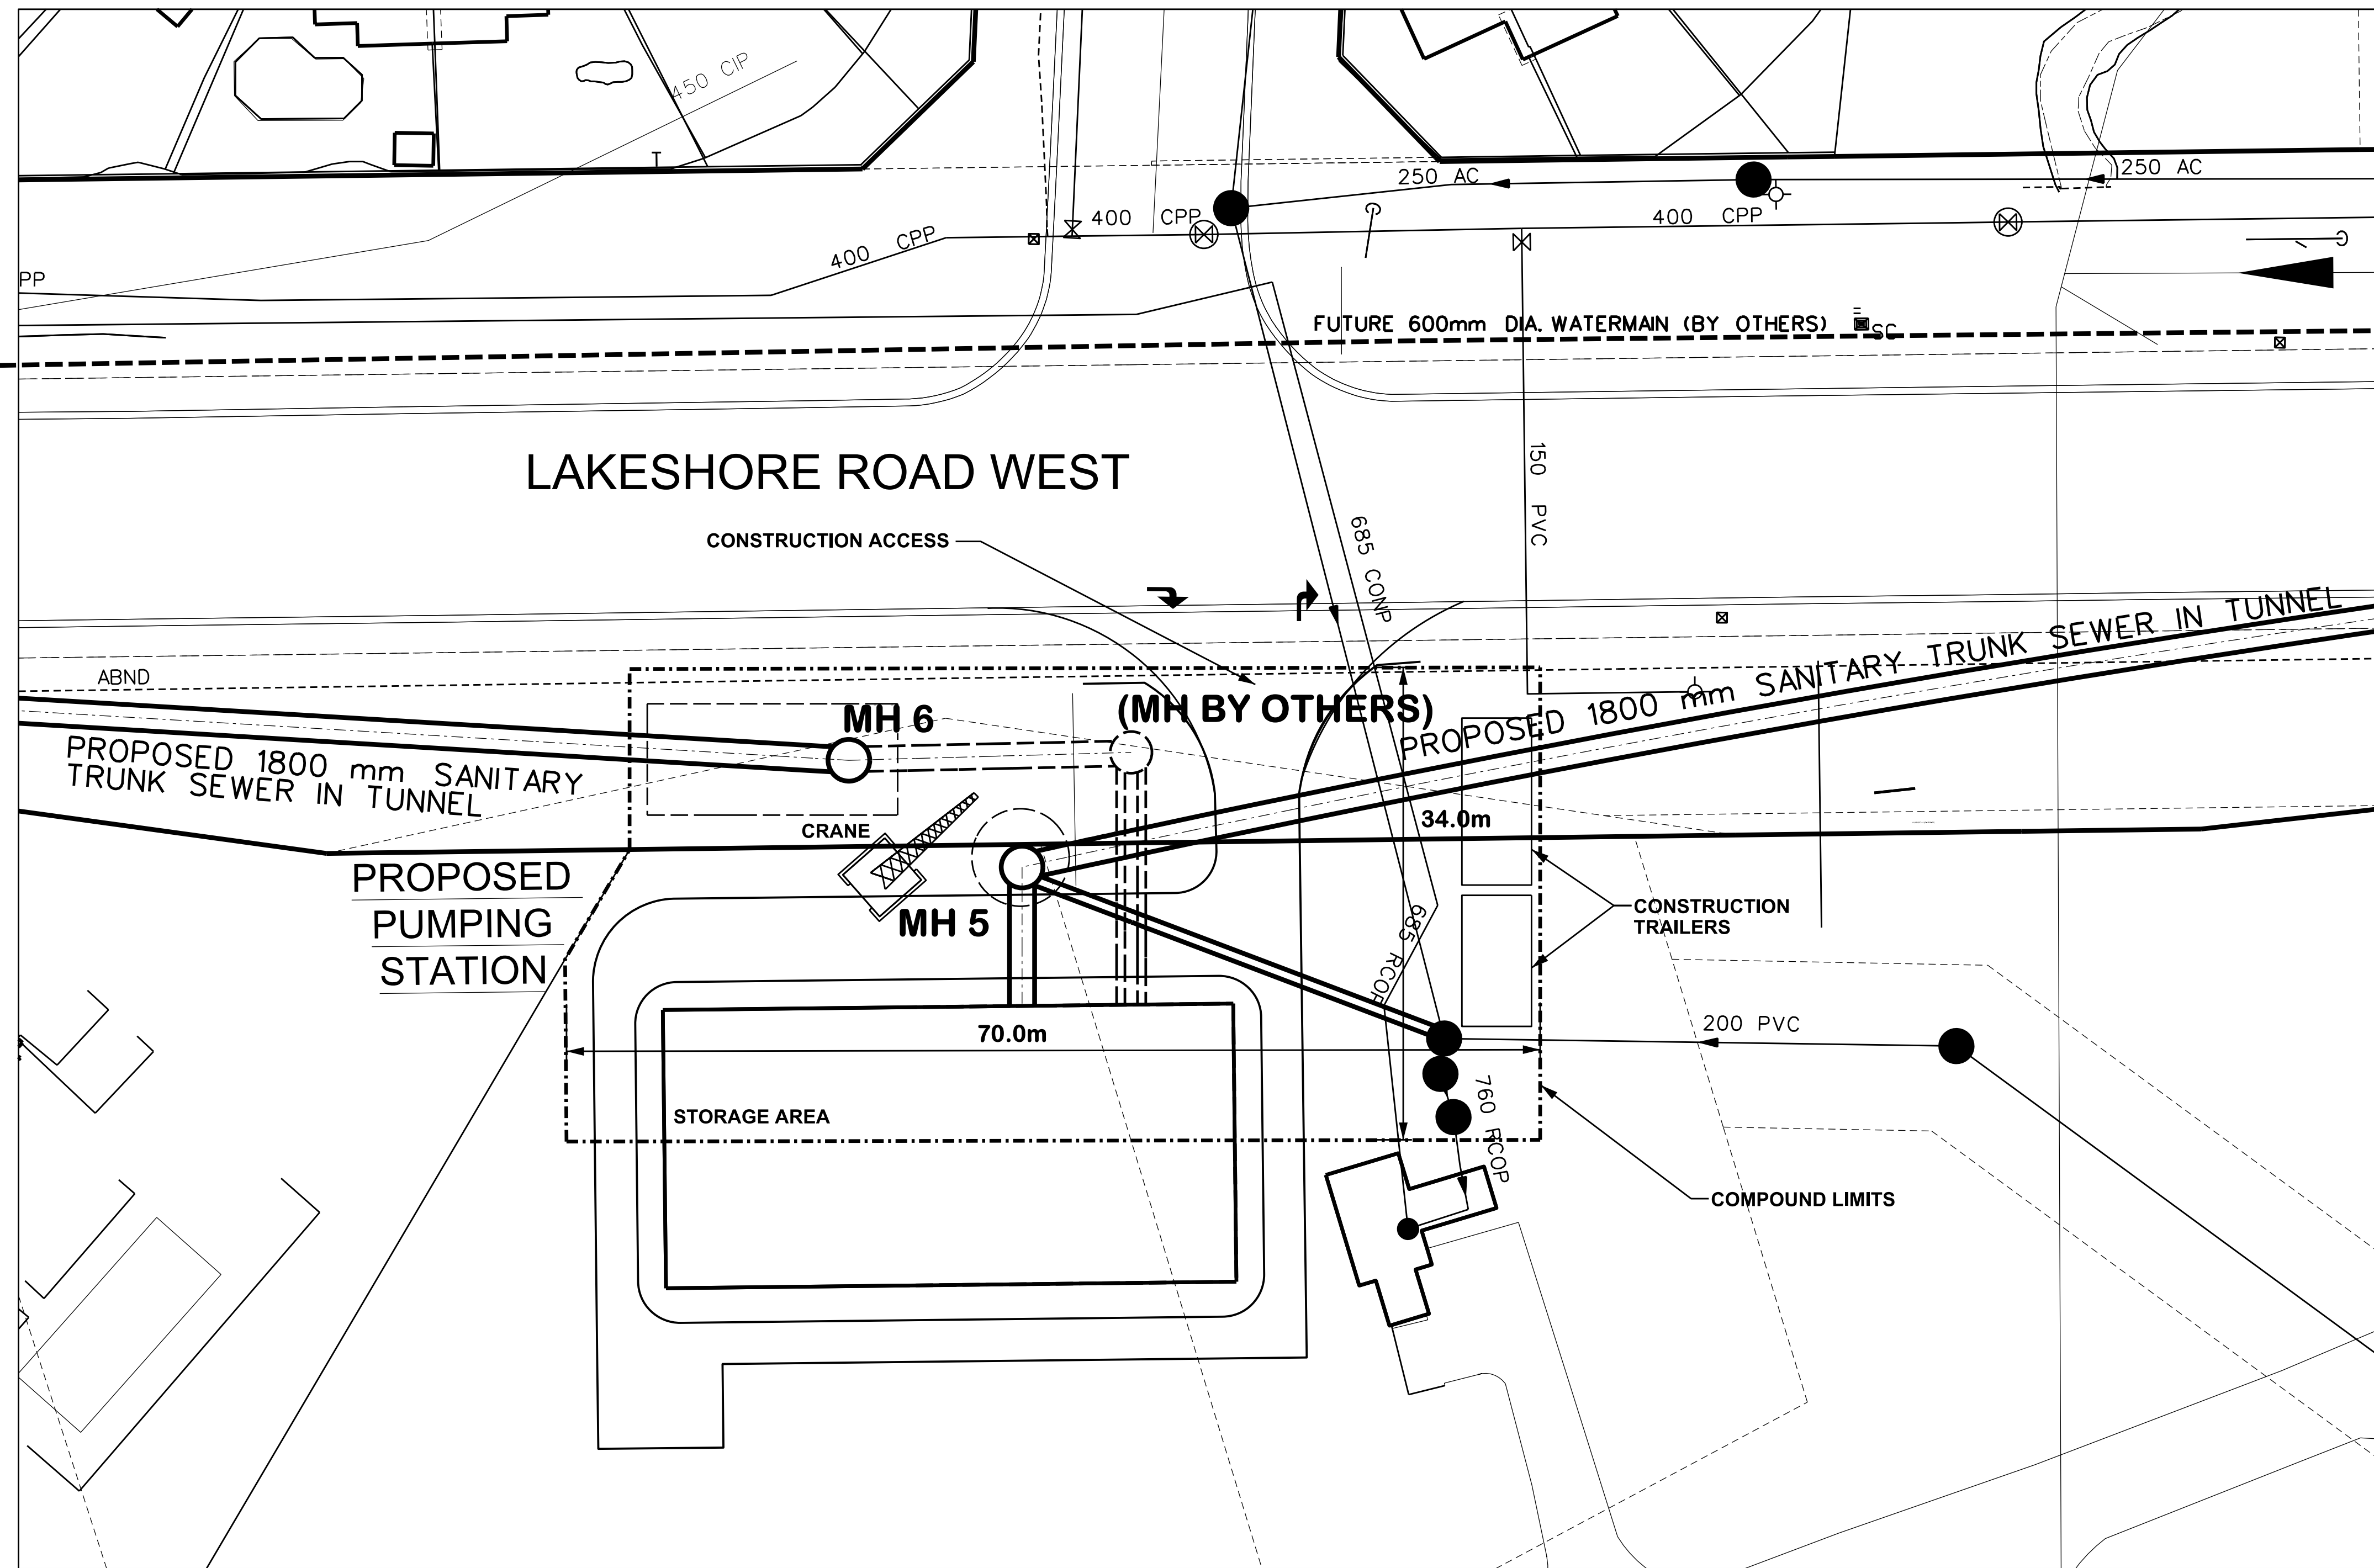 450 CIP
T
250 AC
250 AC
400 CPP
400 CPP
400 CPP
PP
FUTURE 600mm DIA. WATERMAIN (BY OTHERS)
SC
LAKESHORE ROAD WEST
150 PVC
685 CONP
CONSTRUCTION ACCESS
PROPOSED 1800 mm SANITARY TRUNK SEWER IN TUNNEL
ABND
MH 6
(MH BY OTHERS)
PROPOSED 1800 mm SANITARY
TRUNK SEWER IN TUNNEL
CRANE
34.0m
PROPOSED
PUMPING
STATION
MH 5
CONSTRUCTION
TRAILERS
685 RCOP
70.0m
200 PVC
STORAGE AREA
760 RCOP
COMPOUND LIMITS